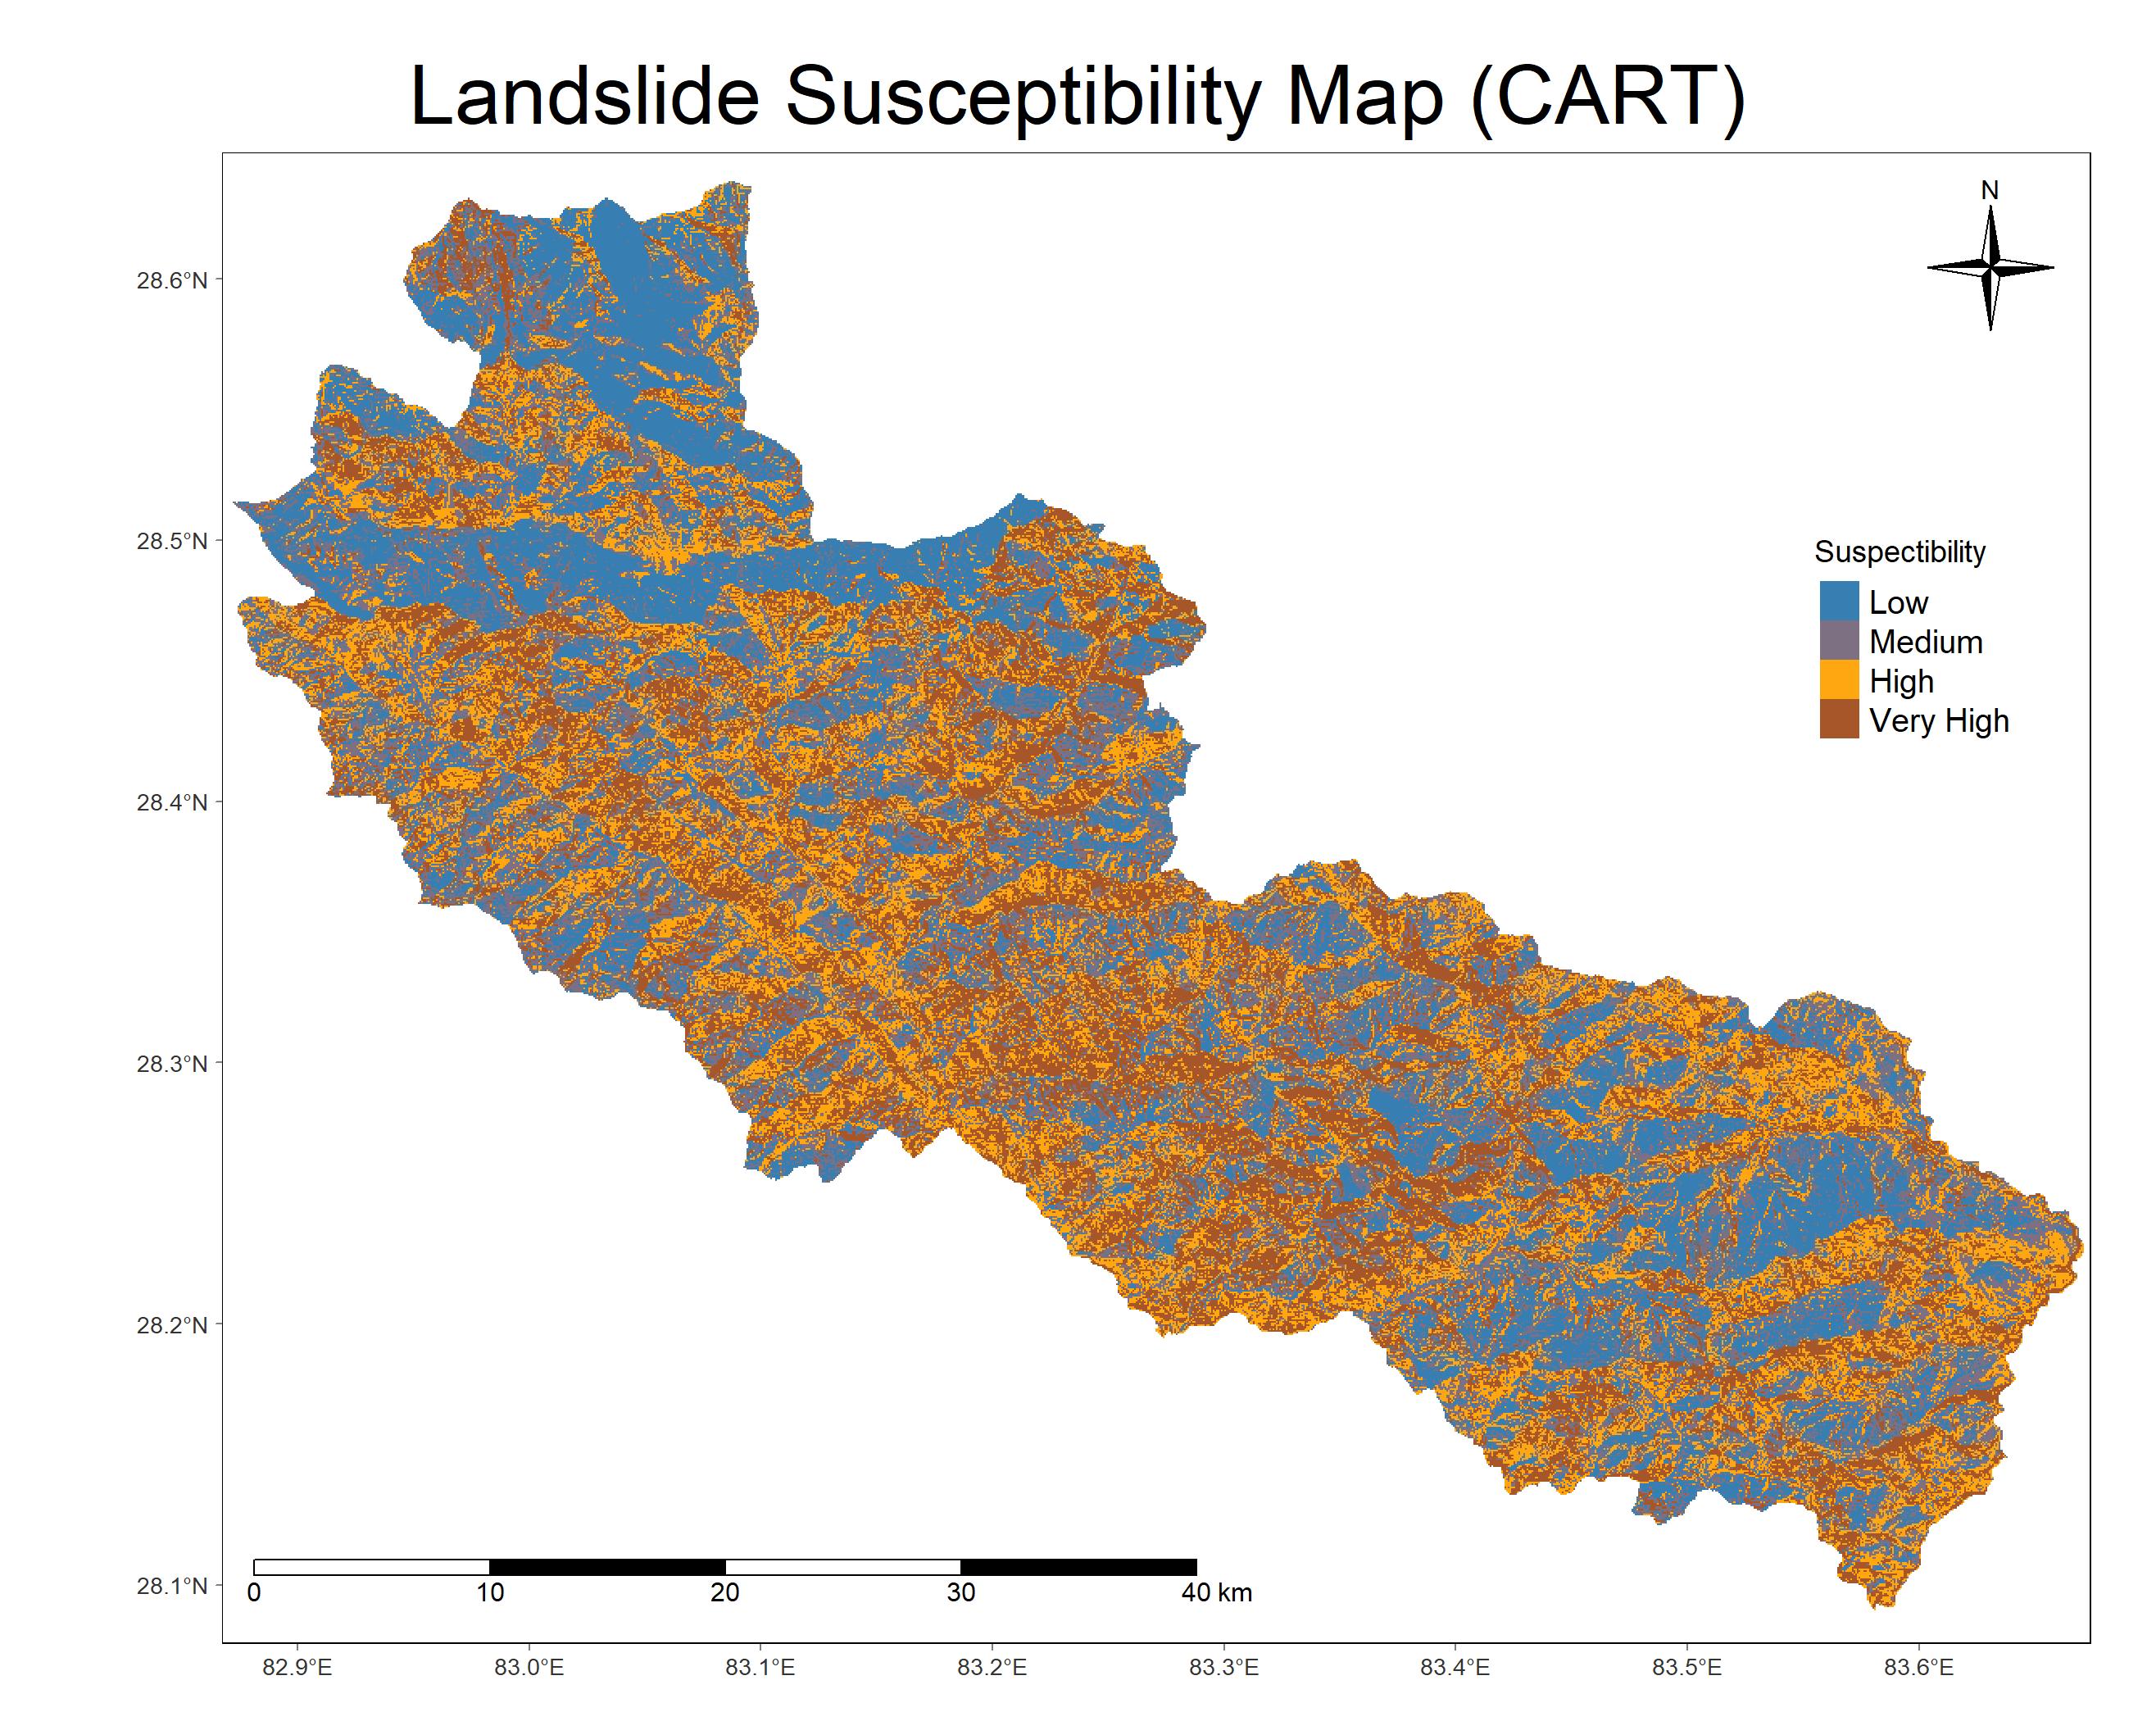 Landslide Susceptibility Map (CART)
N
28.6°N
28.5°N
28.4°N
28.3°N
28.2°N
28.1°N
Suspectibility
Low
Medium
High
Very High
0 10 20 30 40 km
82.9°E 83.0°E 83.1°E 83.2°E 83.3°E 83.4°E 83.5°E 83.6°E